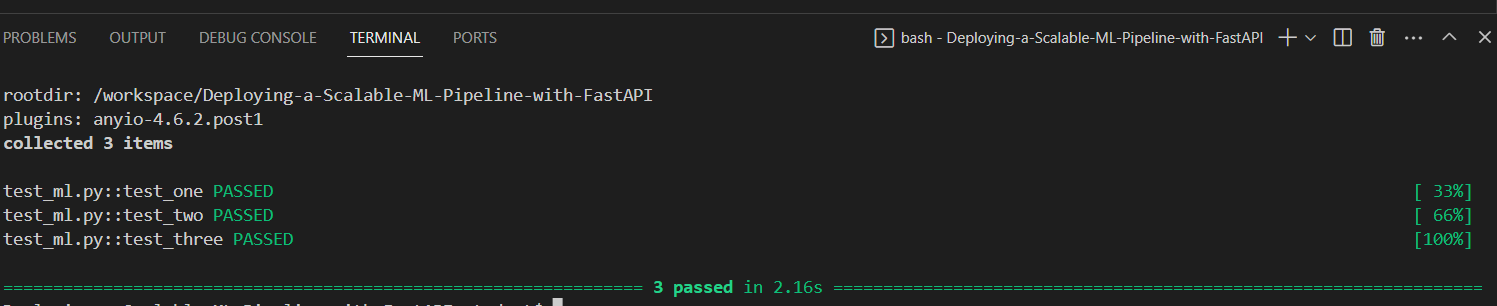 PROBLEMS OUTPUT DEBUG CONSOLE TERMINAL PORTS bash - Deploying-a-Scalable-ML-Pipeline-with-FastAPI
rootdir: /workspace/Deploying-a-Scalable-ML-Pipeline-with-FastAPI
plugins: anyio-4.6.2.post1
collected 3 items
test_ml.py::test_one PASSED [ 33%]
test_ml.py::test_two PASSED [ 66%]
test_ml.py::test_three PASSED [100%]
================================================================ 3 passed in 2.16s =================================================================